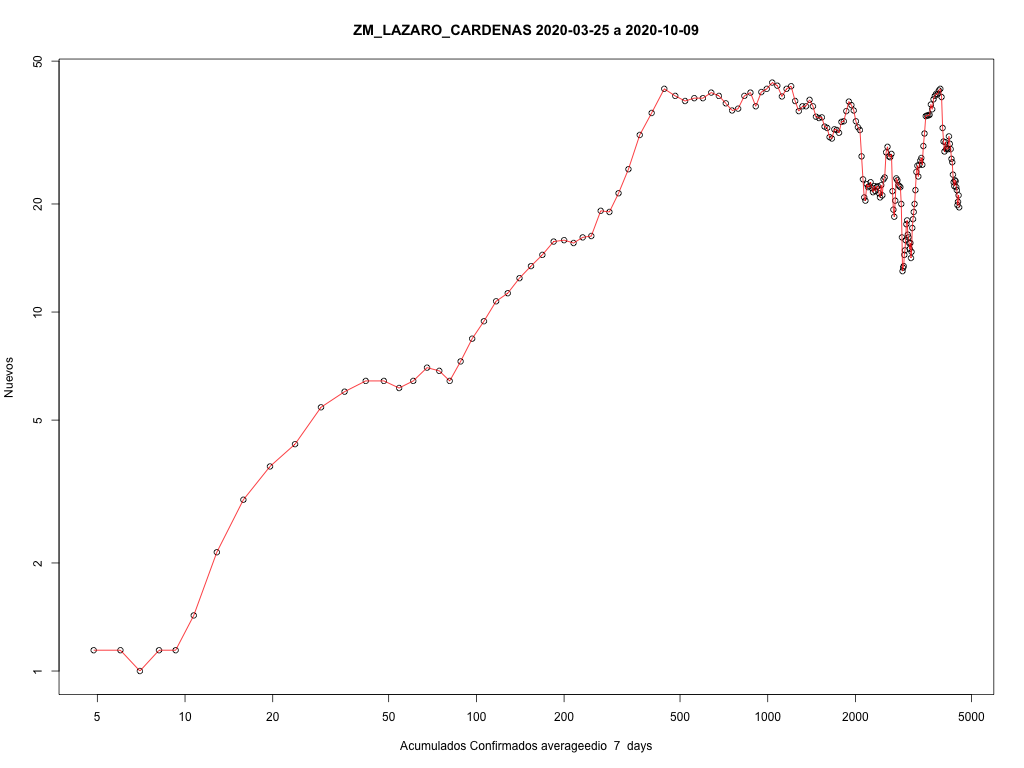 ZM_LAZARO_CARDENAS 2020-03-25 a 2020-10-09
Nuevos
50
20
10
5
2
1
5 10 20 50 100 200 500 1000 2000 5000
Acumulados Confirmados averageedio 7 days